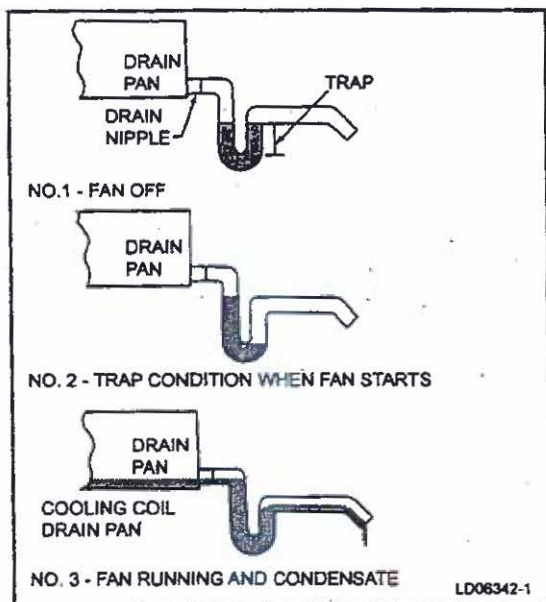 DRAIN
PAN
TRAP
DRAIN
NIPPLE
NO.1 - FAN OFF
DRAIN
PAN
NO. 2 - TRAP CONDITION WHEN FAN STARTS
DRAIN
PAN
COOLING COIL
DRAIN PAN
NO. 3 - FAN RUNNING AND CONDENSATE
LD06342-1